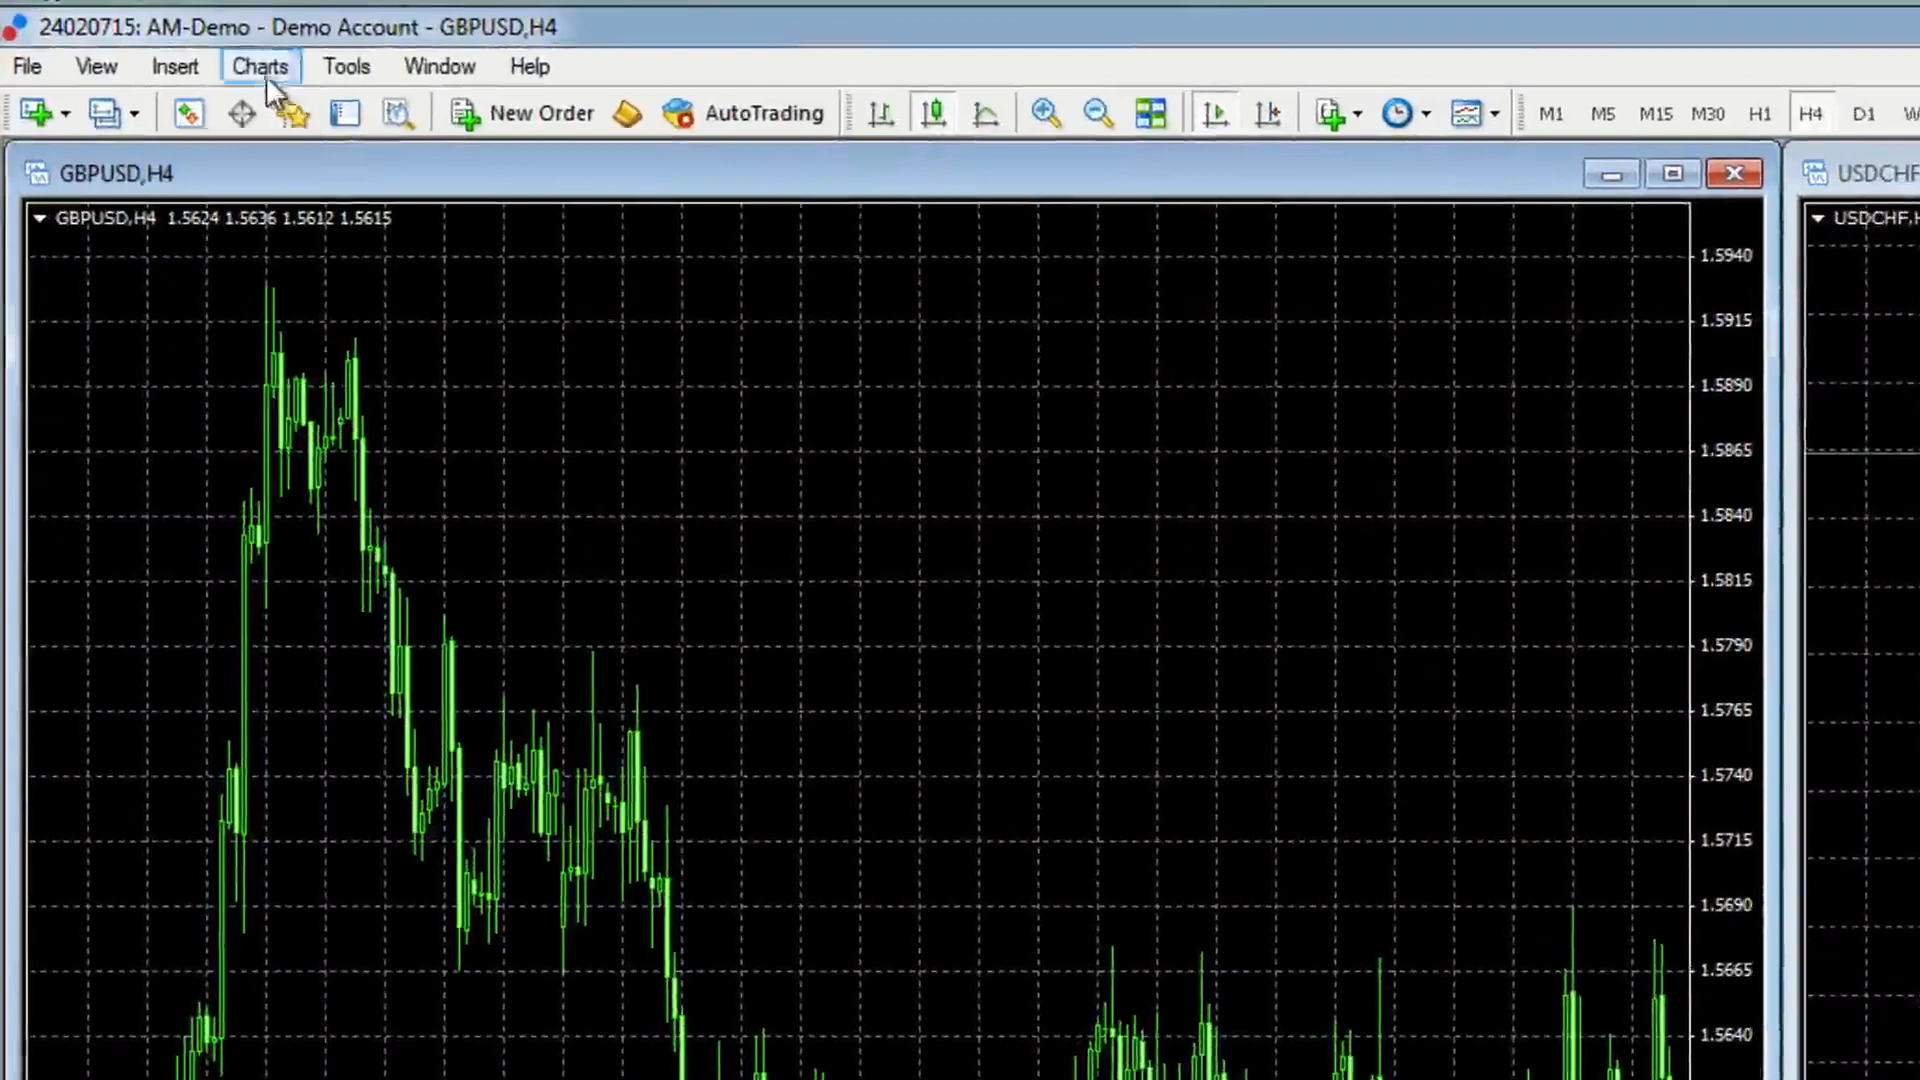 24020715: AM-Demo - Demo Account - GBPUSD,H4
File View Insert Charts Tools Window Help
New Order AutoTrading M1 M5 M15 M30 H1 H4 D1
GBPUSD,H4
USDCHF
GBPUSD,H4 1.5624 1.5636 1.5612 1.5615
USDCHF,H
1.5940
1.5915
1.5890
1.5865
1.5840
1.5815
1.5790
1.5765
1.5740
1.5715
1.5690
1.5665
1.5640